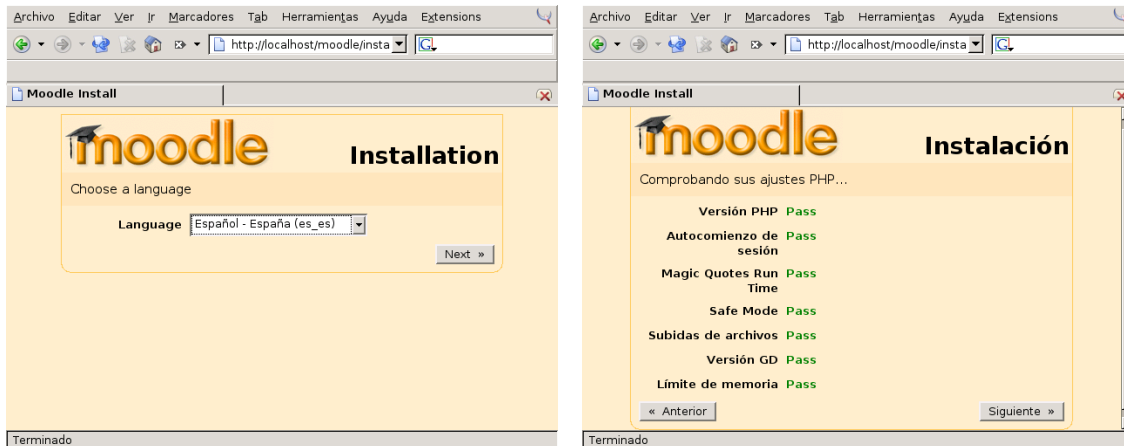 Archivo Editar Ver Ir Marcadores Tab Herramientas Ayuda Extensions
http://localhost/moodle/insta
G
Moodle Install
moodle
Installation
Choose a language
Language Español - España (es_es)
Next »
Terminado
Archivo Editar Ver Ir Marcadores Tab Herramientas Ayuda Extensions
http://localhost/moodle/insta
G
Moodle Install
moodle
Instalación
Comprobando sus ajustes PHP...
Versión PHP Pass
Autocomienzo de Pass
sesión
Magic Quotes Run Pass
Time
Safe Mode Pass
Subidas de archivos Pass
Versión GD Pass
Límite de memoria Pass
« Anterior
Siguiente »
Terminado